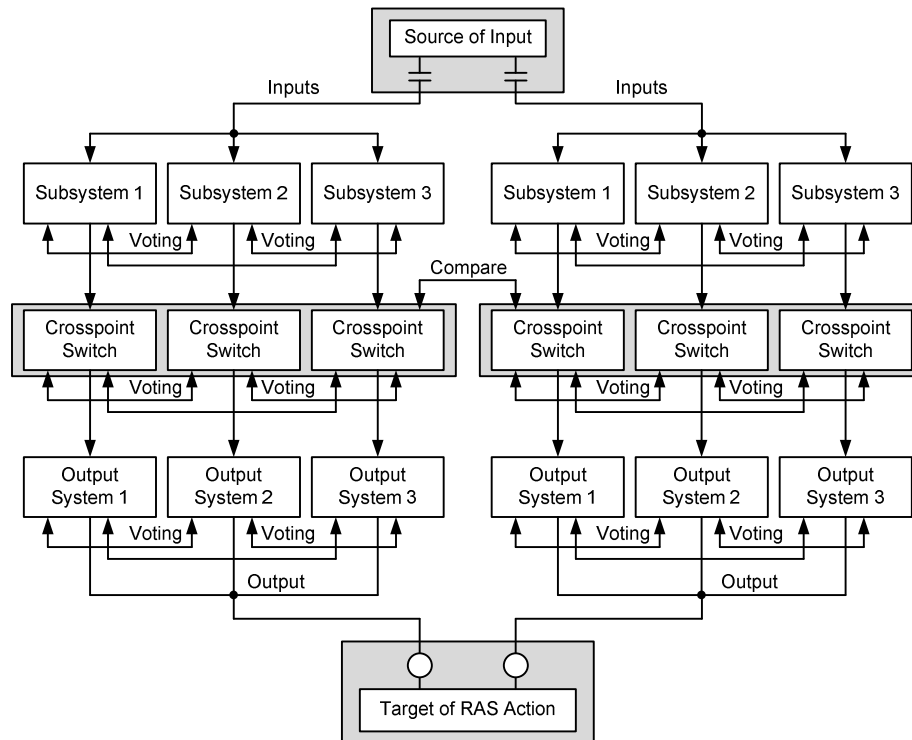 Source of Input
Inputs
Inputs
Subsystem 1
Subsystem 2
Subsystem 3
Subsystem 1
Subsystem 2
Subsystem 3
Voting
Voting
Voting
Voting
Compare
Crosspoint
Switch
Crosspoint
Switch
Crosspoint
Switch
Crosspoint
Switch
Crosspoint
Switch
Crosspoint
Switch
Voting
Voting
Voting
Voting
Output
System 1
Output
System 2
Output
System 3
Output
System 1
Output
System 2
Output
System 3
Voting
Voting
Voting
Voting
Output
Output
Target of RAS Action